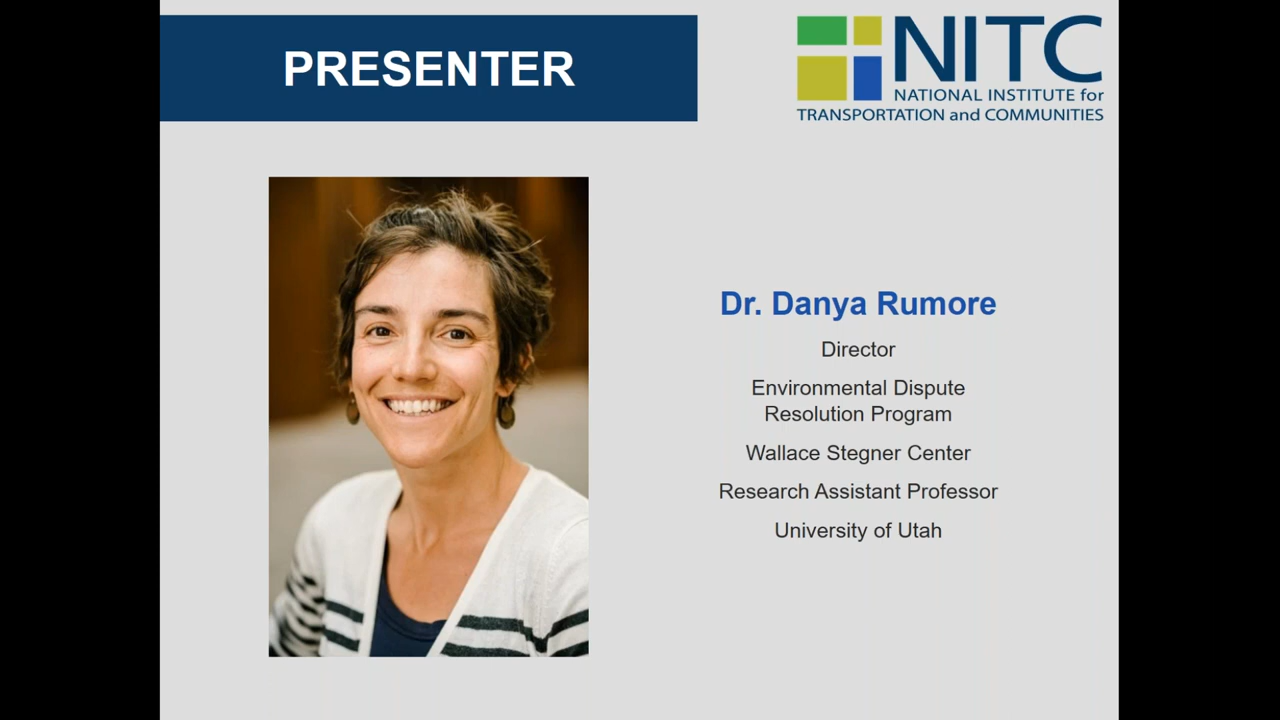 PRESENTER
NITC
NATIONAL INSTITUTE for
TRANSPORTATION and COMMUNITIES
Dr. Danya Rumore
Director
Environmental Dispute
Resolution Program
Wallace Stegner Center
Research Assistant Professor
University of Utah